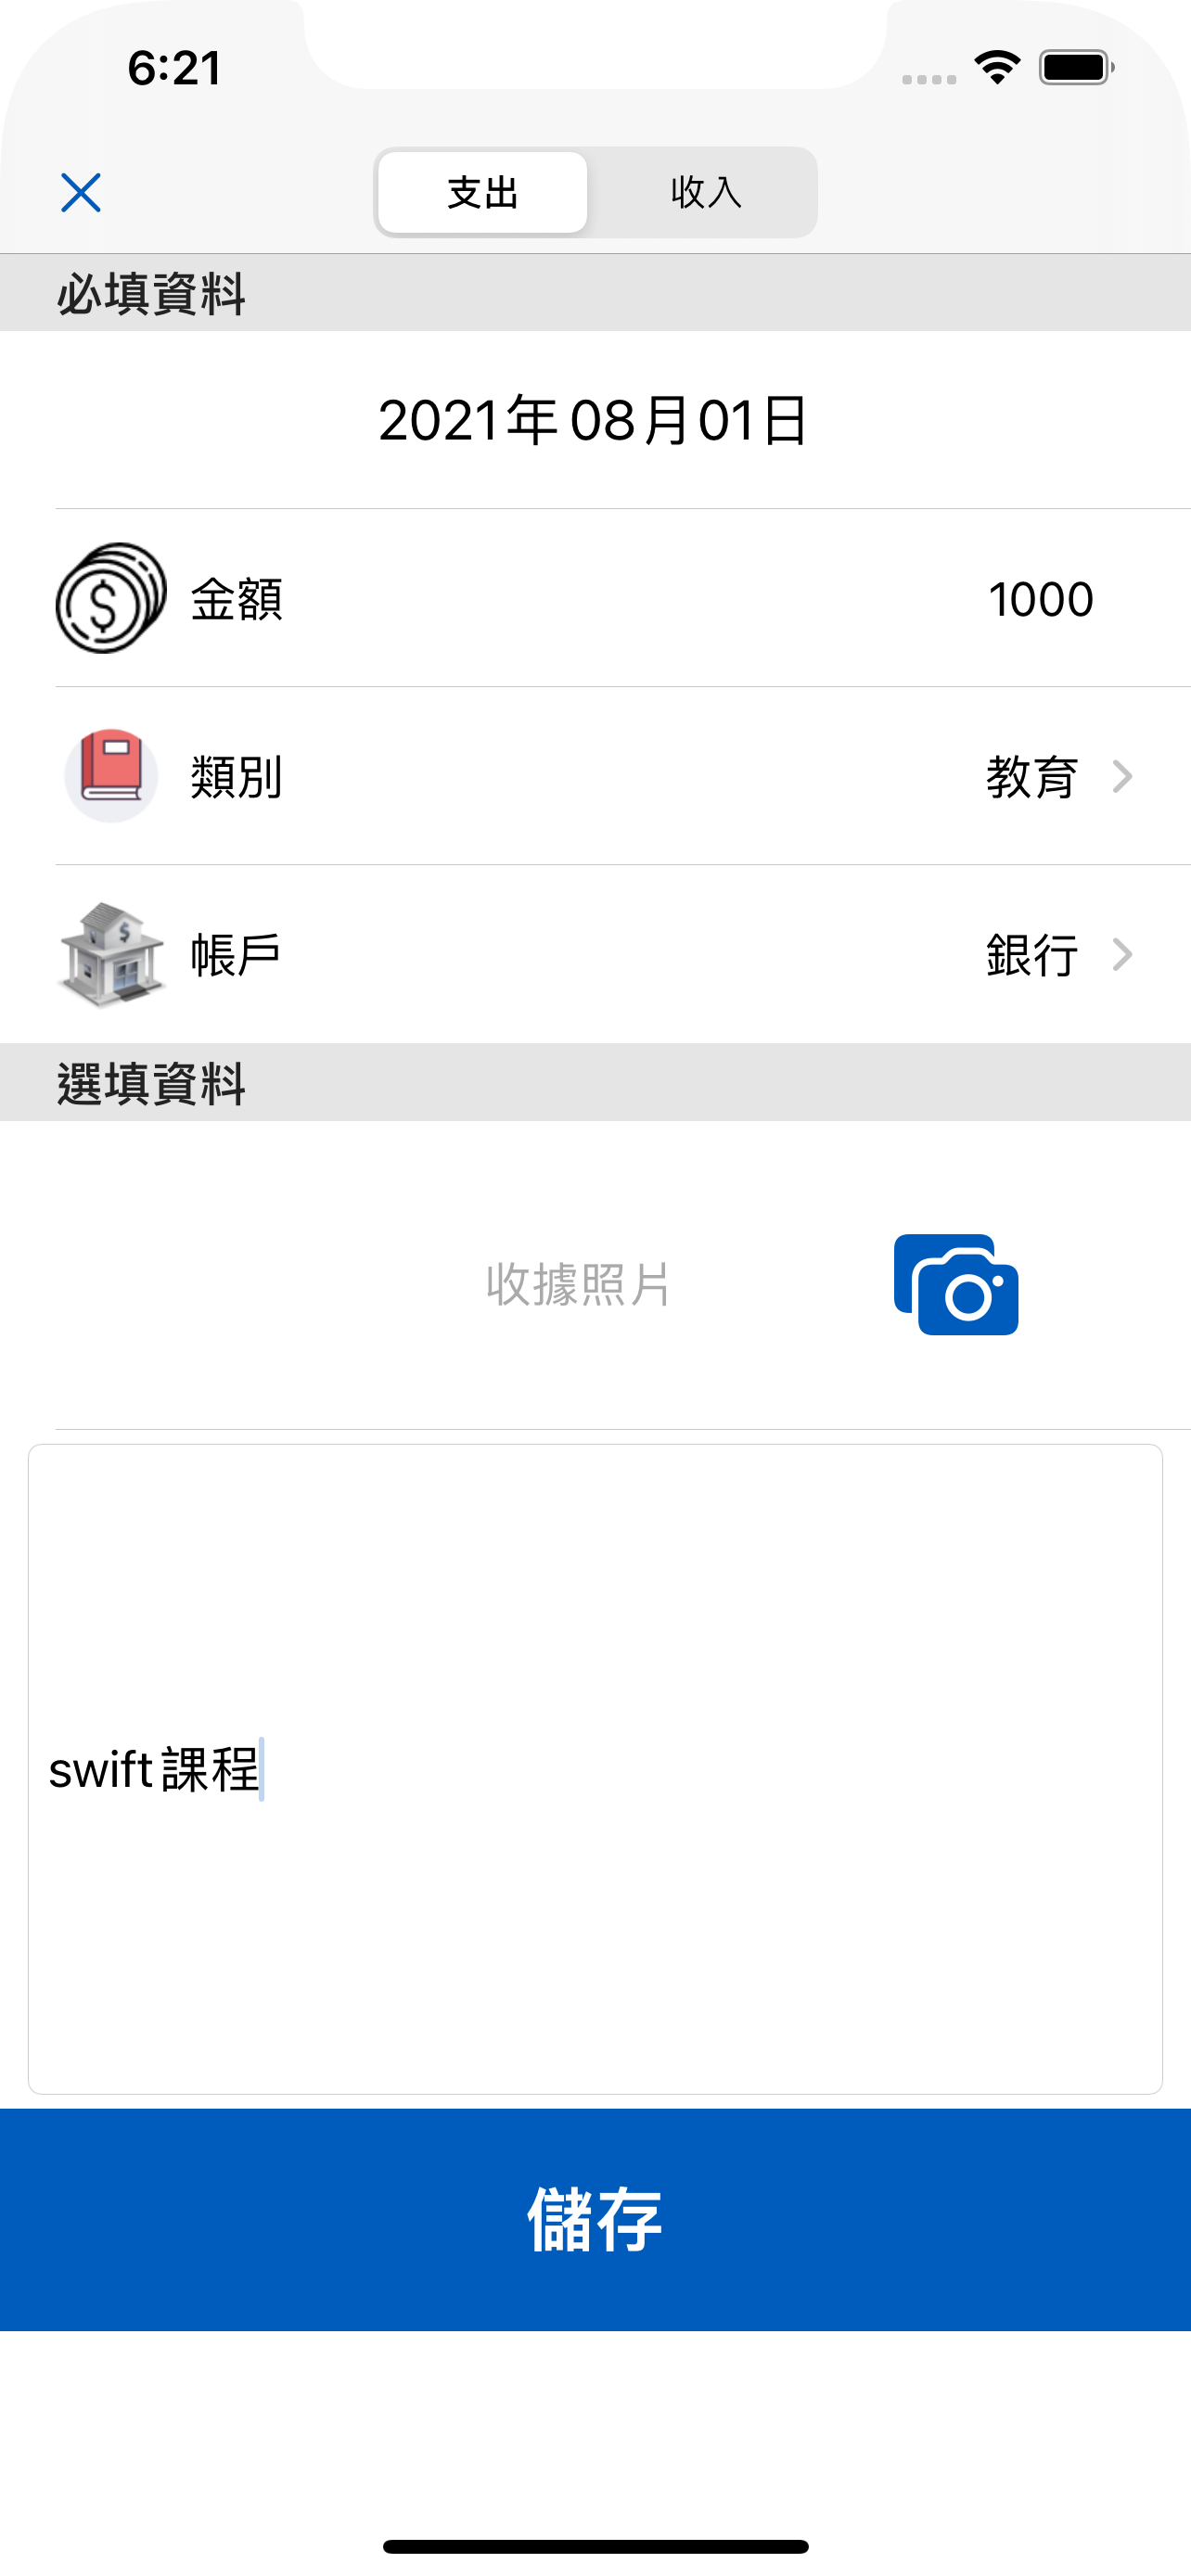 6:21
支出 收入
必填資料
2021年08月01日
金額 1000
類別 教育
帳戶 銀行
選填資料
收據照片
swift課程
儲存